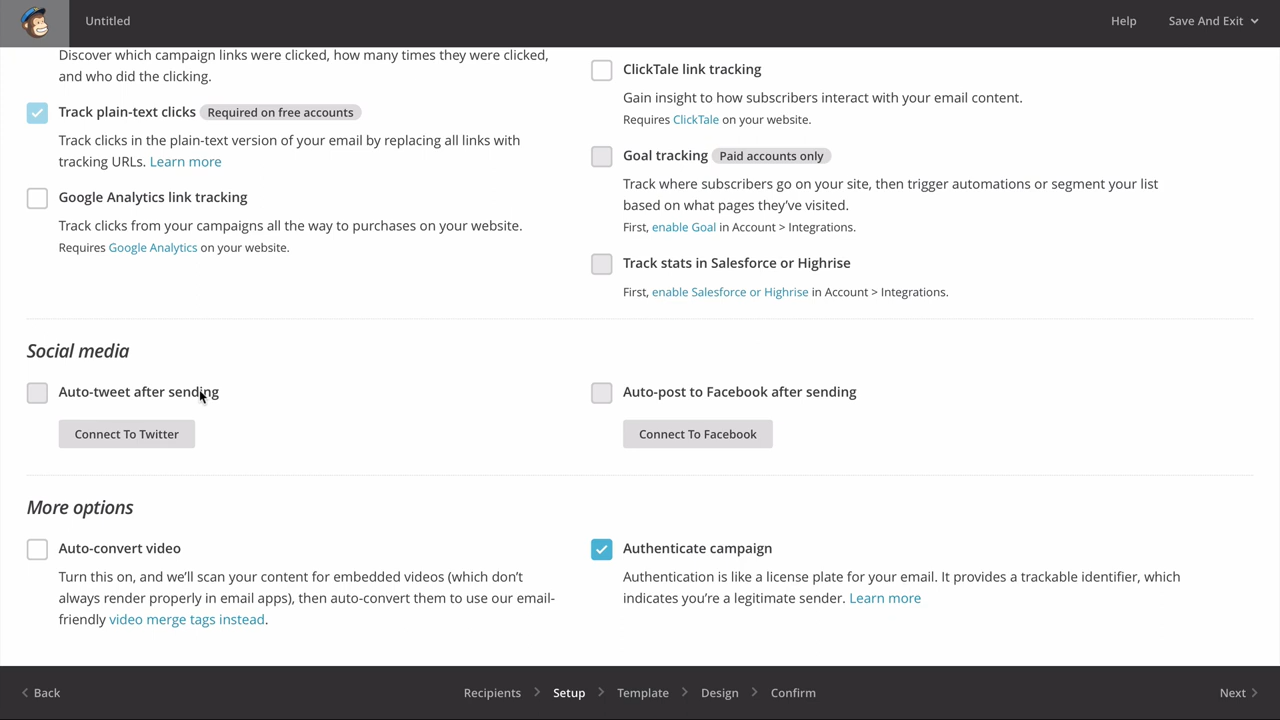 Untitled
Help
Save And Exit
Discover which campaign links were clicked, how many times they were clicked,
and who did the clicking.
Track plain-text clicks Required on free accounts
Track clicks in the plain-text version of your email by replacing all links with
tracking URLs. Learn more
Google Analytics link tracking
Track clicks from your campaigns all the way to purchases on your website.
Requires Google Analytics on your website.
ClickTale link tracking
Gain insight to how subscribers interact with your email content.
Requires ClickTale on your website.
Goal tracking Paid accounts only
Track where subscribers go on your site, then trigger automations or segment your list
based on what pages they’ve visited.
First, enable Goal in Account > Integrations.
Track stats in Salesforce or Highrise
First, enable Salesforce or Highrise in Account > Integrations.
Social media
Auto-tweet after sending
Connect To Twitter
Auto-post to Facebook after sending
Connect To Facebook
More options
Auto-convert video
Turn this on, and we’ll scan your content for embedded videos (which don’t
always render properly in email apps), then auto-convert them to use our email-
friendly video merge tags instead.
Authenticate campaign
Authentication is like a license plate for your email. It provides a trackable identifier, which
indicates you’re a legitimate sender. Learn more
Back
Recipients > Setup > Template > Design > Confirm
Next